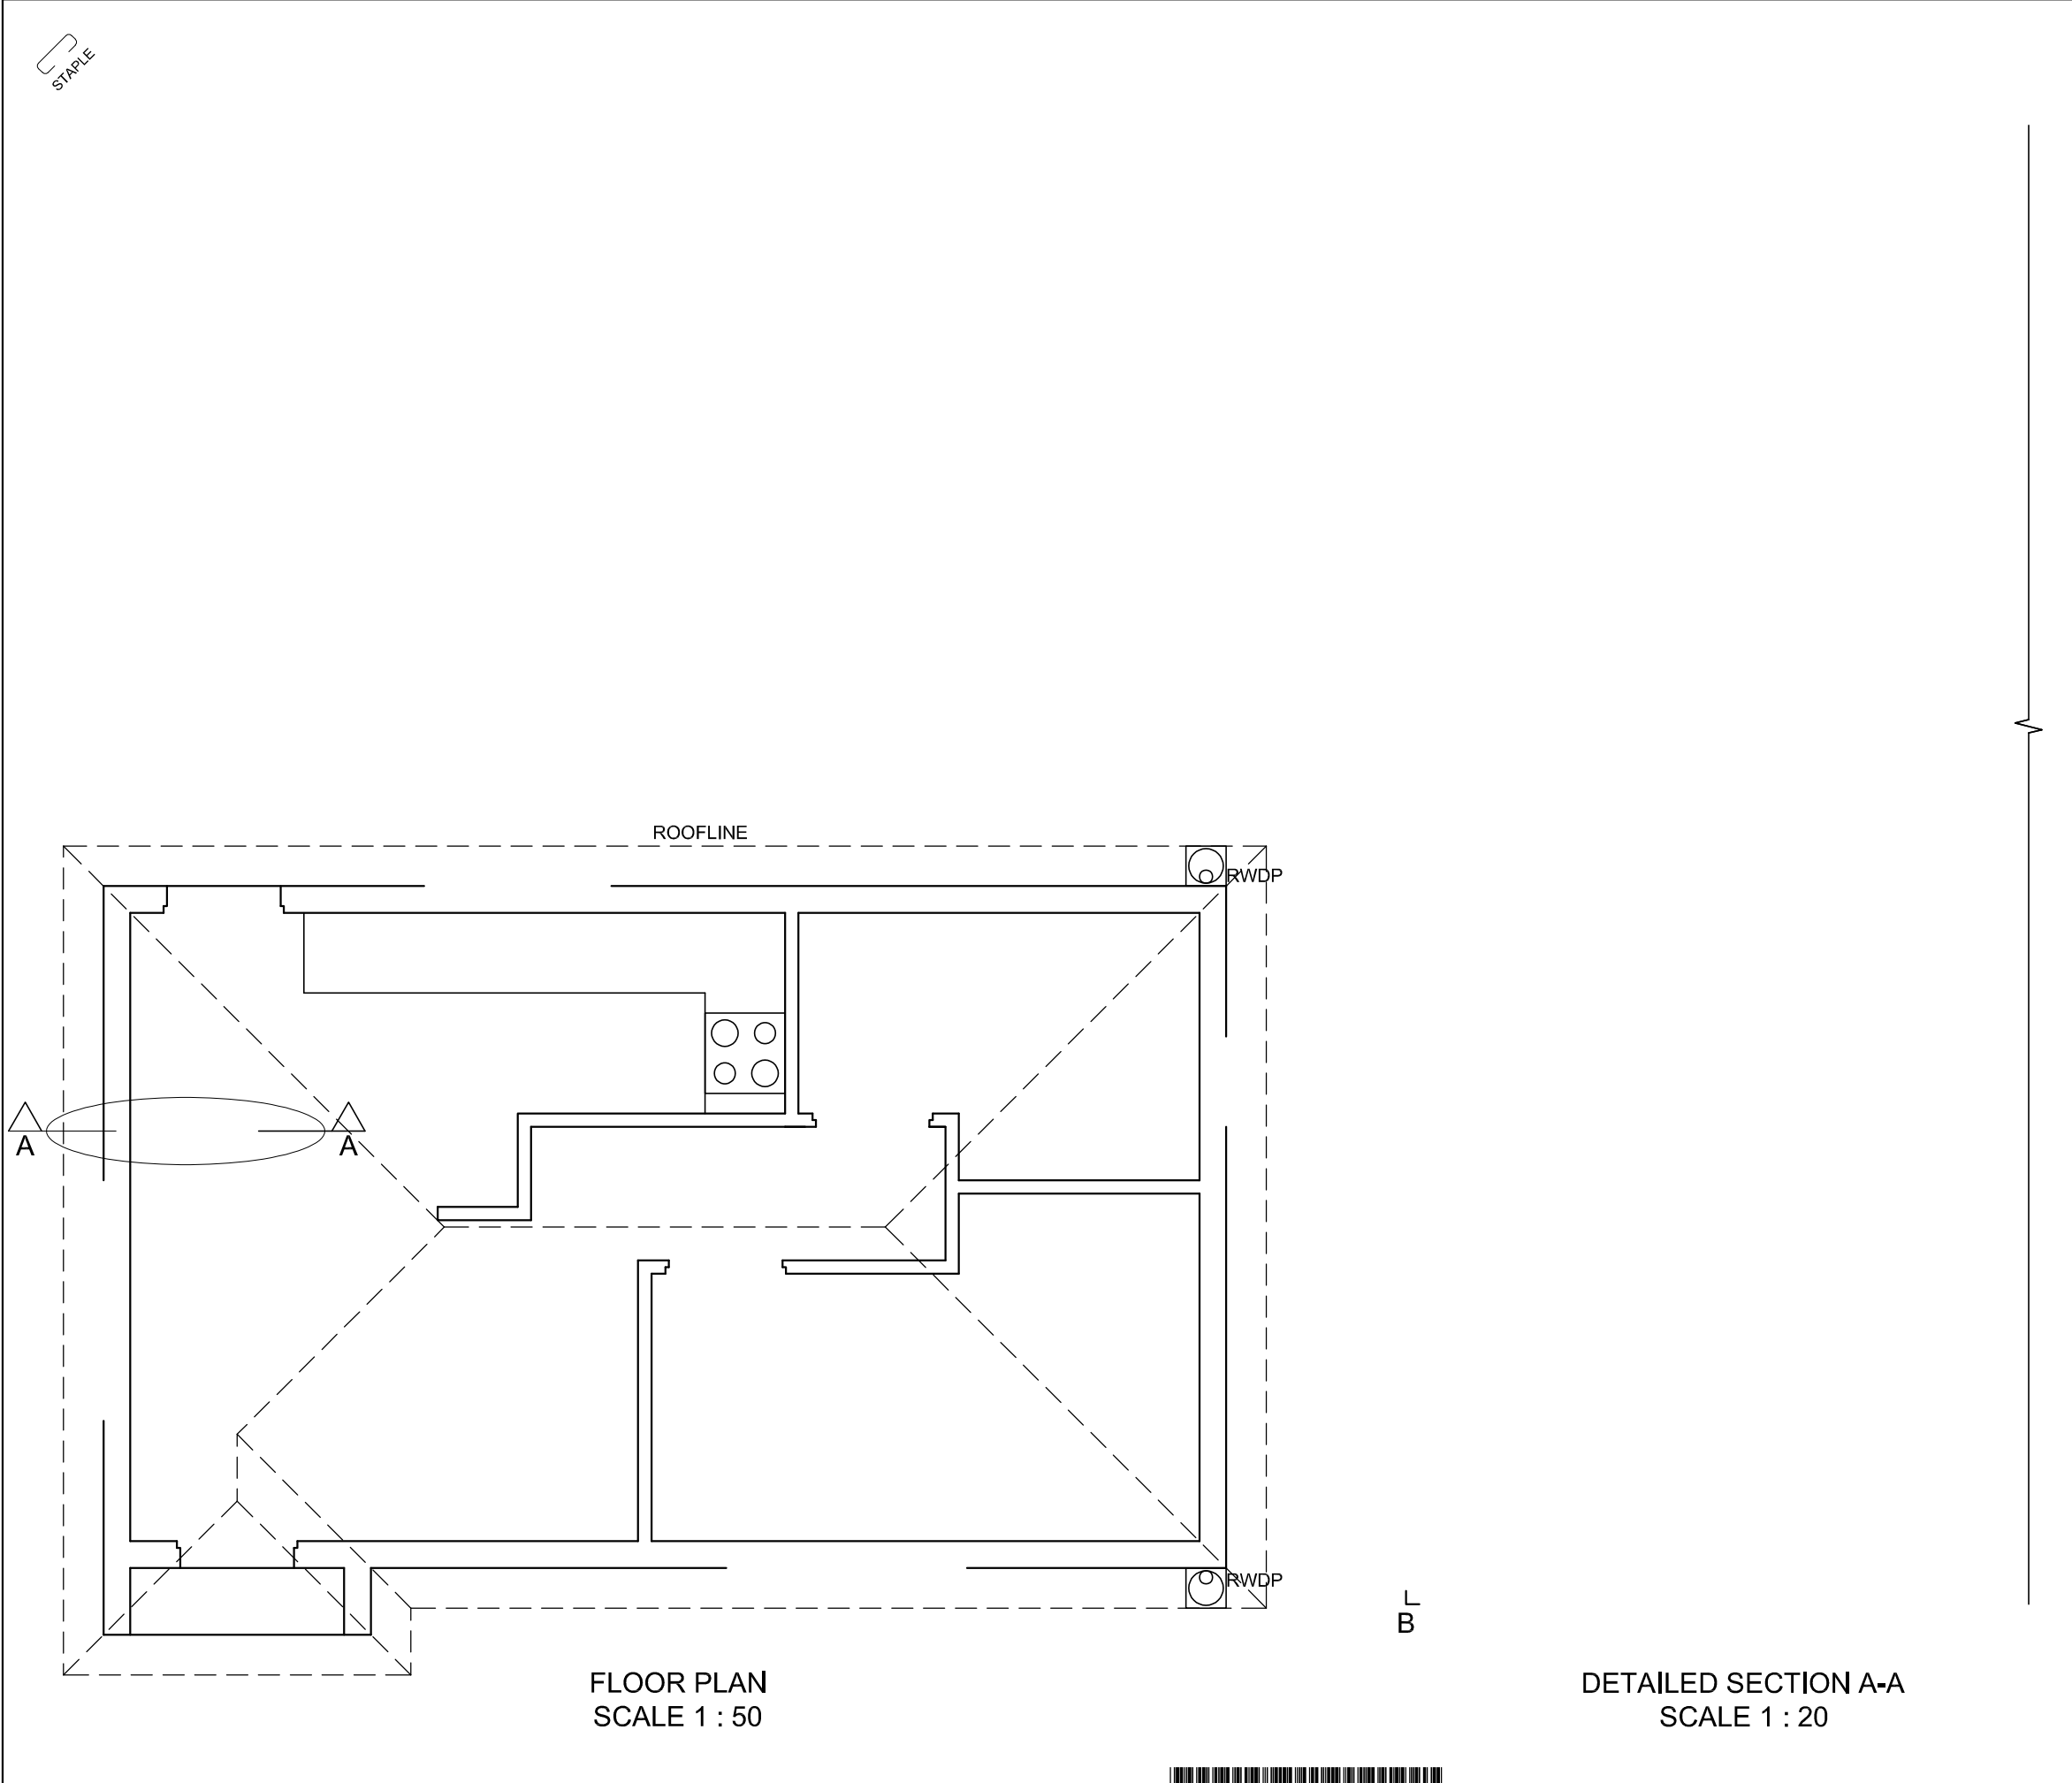 STAPLE
ROOFLINE
RWDP
A
A
RWDP
B
FLOOR PLAN
SCALE 1 : 50
DETAILED SECTION A-A
SCALE 1 : 20